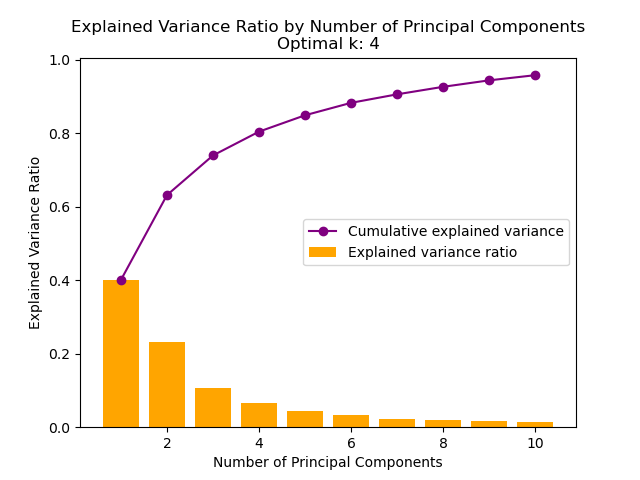 Explained Variance Ratio by Number of Principal Components
Optimal k: 4
1.0
0.8
0.6
0.4
0.2
0.0
Explained Variance Ratio
Cumulative explained variance
Explained variance ratio
2
4
6
8
10
Number of Principal Components